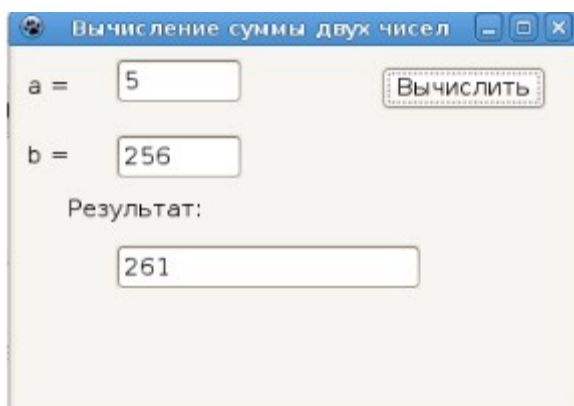 Вычисление суммы двух чисел
a = 5 Вычислить
b = 256
Результат:
261